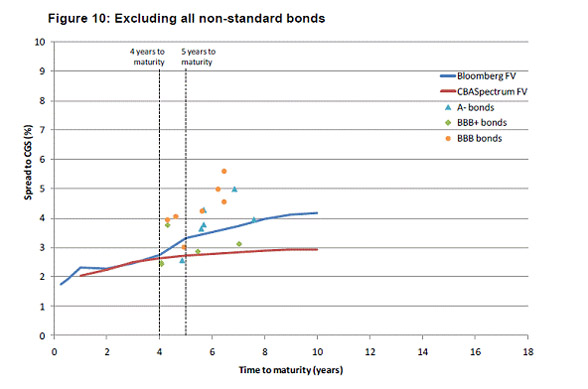 Figure 10: Excluding all non-standard bonds
10
9
8
7
6
5
4
3
2
1
0
Spread to CGS (%)
4 years to
maturity
5 years to
maturity
Bloomberg FV
CBASpectrum FV
A- bonds
BBB+ bonds
BBB bonds
0 2 4 6 8 10 12 14 16 18
Time to maturity (years)